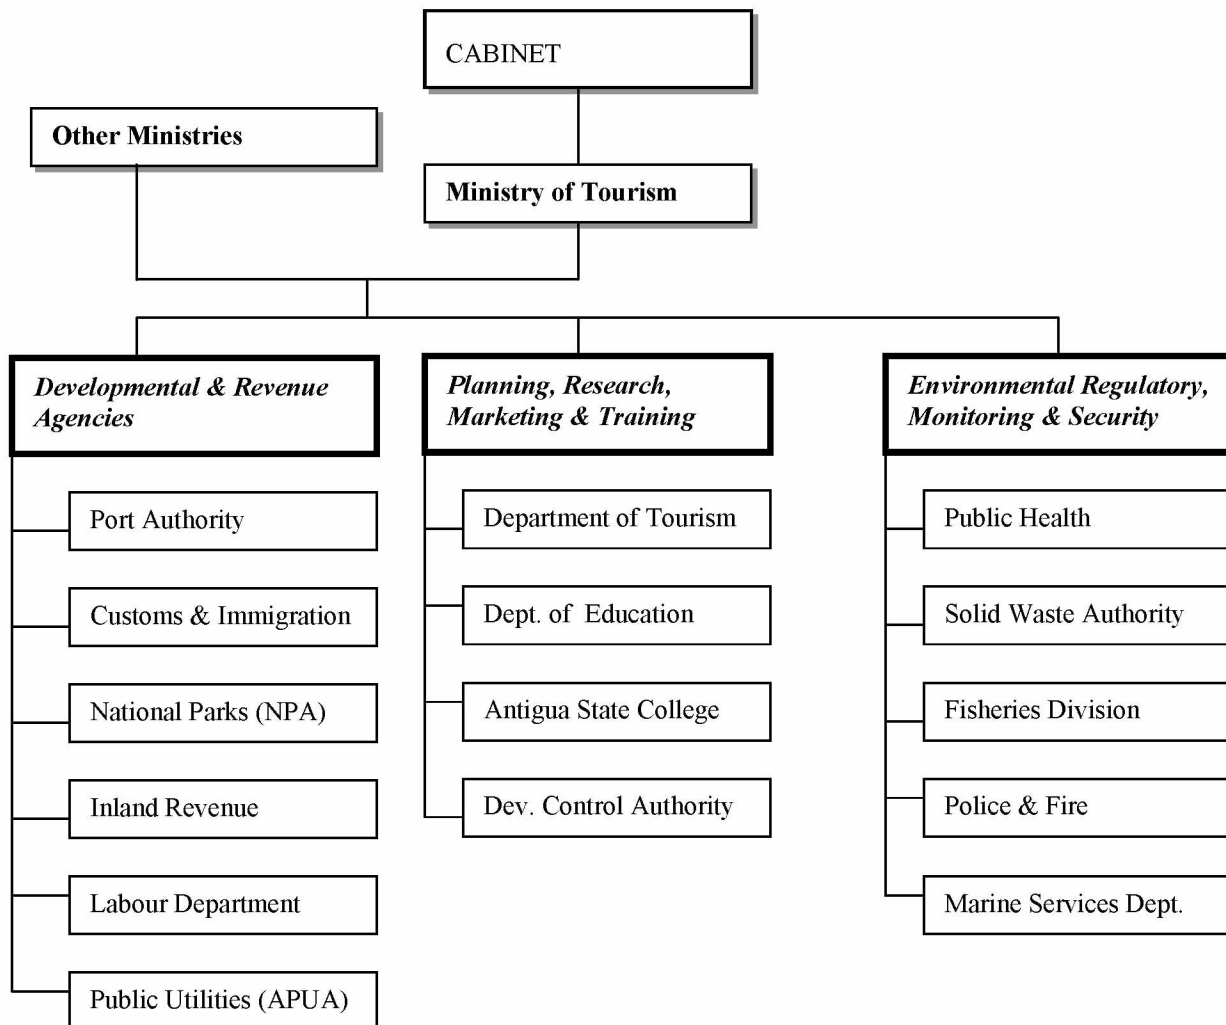 CABINET
Other Ministries
Ministry of Tourism
Developmental & Revenue
Agencies
Port Authority
Customs & Immigration
National Parks (NPA)
Inland Revenue
Labour Department
Public Utilities (APUA)
Planning, Research,
Marketing & Training
Department of Tourism
Dept. of Education
Antigua State College
Dev. Control Authority
Environmental Regulatory,
Monitoring & Security
Public Health
Solid Waste Authority
Fisheries Division
Police & Fire
Marine Services Dept.